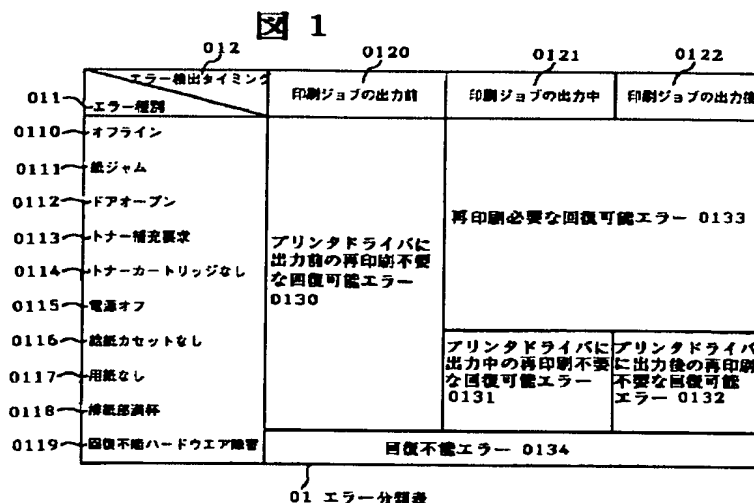 図 1
012
0120
0121
0122
エラー検出タイミング
011
エラー種別
印刷ジョブの出力前
印刷ジョブの出力中
印刷ジョブの出力後
0110
オフライン
0111
紙ジャム
0112
ドアオープン
0113
トナー補充要求
0114
トナーカートリッジなし
0115
電源オフ
0116
給紙カセットなし
0117
用紙なし
0118
排紙部満杯
0119
回復不能ハードウエア障害
プリンタドライバに
出力前の再印刷不要
な回復可能エラー
0130
再印刷必要な回復可能エラー 0133
プリンタドライバに
出力中の再印刷不要
な回復可能エラー
0131
プリンタドライバ
に出力後の再印刷
不要な回復可能
エラー 0132
回復不能エラー 0134
01 エラー分類表